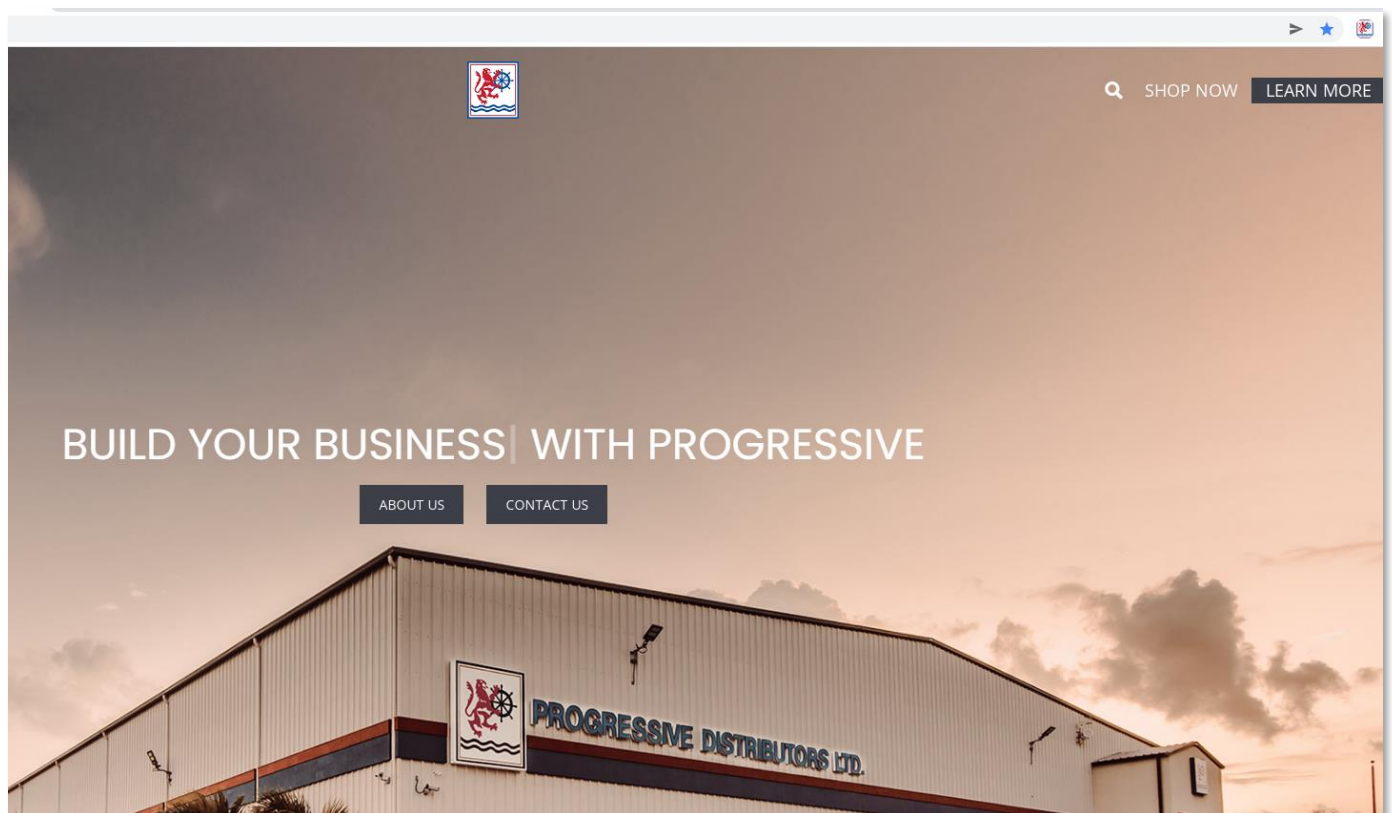 SHOP NOW LEARN MORE
BUILD YOUR BUSINESS| WITH PROGRESSIVE
ABOUT US CONTACT US
PROGRESSIVE DISTRIBUTORS LTD.